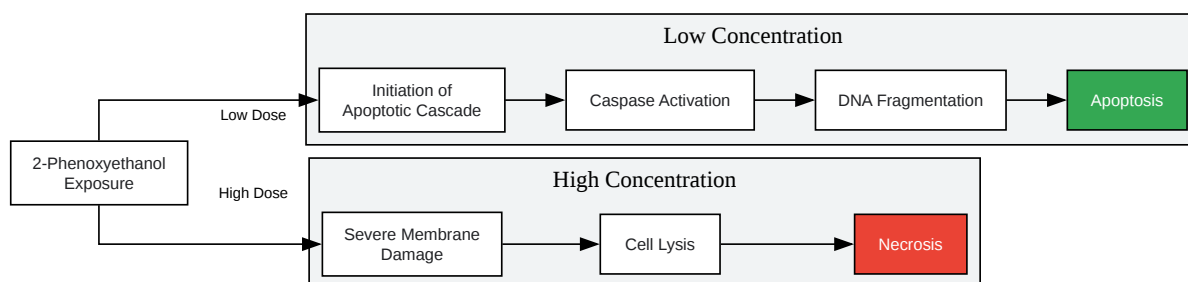 Low Concentration
Initiation of
Apoptotic Cascade
Caspase Activation
DNA Fragmentation
Apoptosis
Low Dose
2-Phenoxyethanol
Exposure
High Dose
High Concentration
Severe Membrane
Damage
Cell Lysis
Necrosis